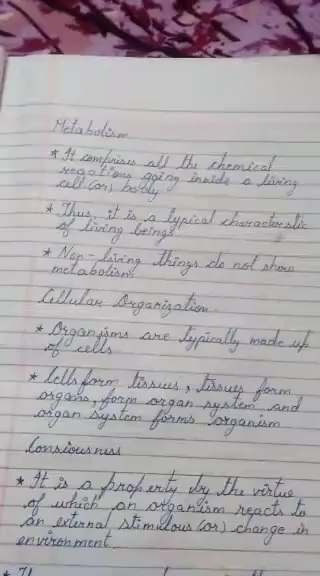 Metabolism
* It comprises all the chemical
reactions going inside a living
cell (or) body
* Thus, it is a typical characterstic
of living beings
* Non-living things do not show
metabolism
Cellular Organization.
* Organisms are typically made up
of cells
* Cells form tissues, tissues form
organs, form organ system and
organ system forms organism
Consiousness
* It is a property by the virtue
of which an organism reacts to
an external stimulous (or) change in
environment